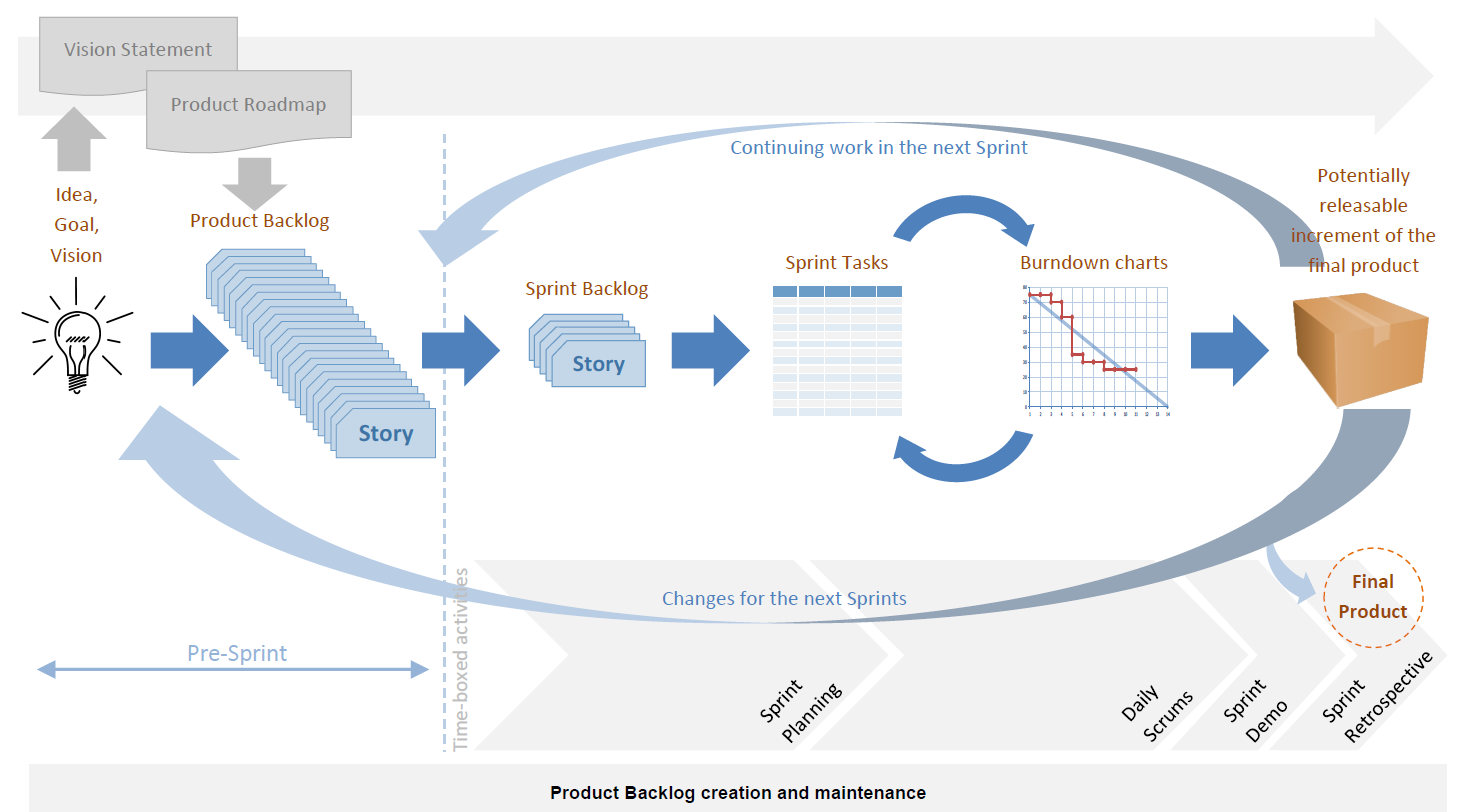 Vision Statement
Product Roadmap
Continuing work in the next Sprint
Idea,
Goal,
Vision
Product Backlog
Story
Sprint Backlog
Story
Sprint Tasks
Burndown charts
Potentially
releasable
increment of the
final product
Changes for the next Sprints
Final
Product
Pre-Sprint
Time-boxed activities
Sprint
Planning
Daily
Scrums
Sprint
Demo
Sprint
Retrospective
Product Backlog creation and maintenance